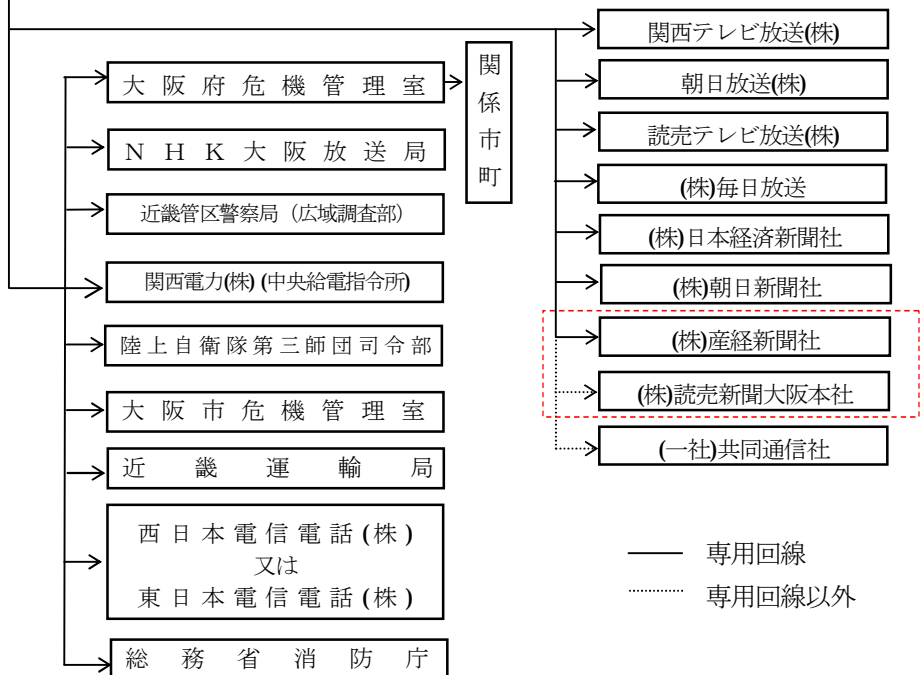 大阪府危機管理室
NHK大阪放送局
近畿管区警察局（広域調査部）
関西電力(株)(中央給電指令所)
陸上自衛隊第三師団司令部
大阪市危機管理室
近畿運輸局
西日本電信電話(株)
又は
東日本電信電話(株)
総務省消防庁
関係市町
関西テレビ放送(株)
朝日放送(株)
読売テレビ放送(株)
(株)毎日放送
(株)日本経済新聞社
(株)朝日新聞社
(株)産経新聞社
(株)読売新聞大阪本社
(一社)共同通信社
専用回線
専用回線以外